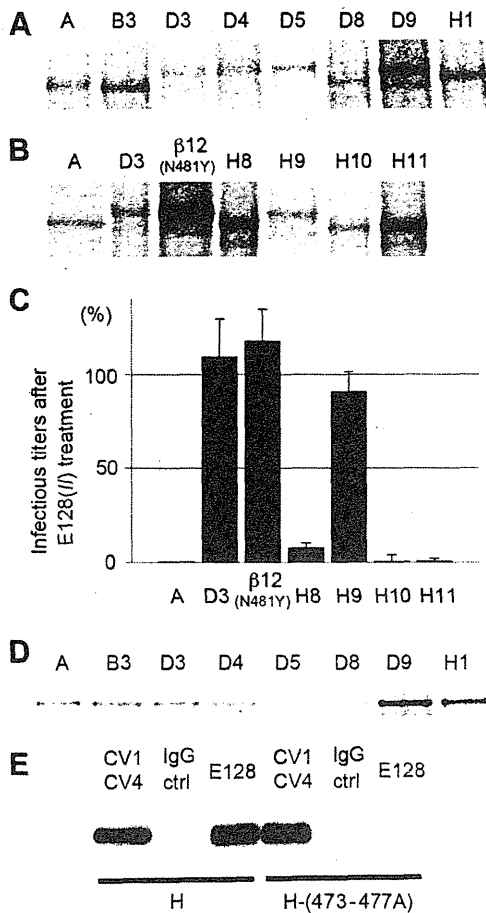 A
A B3 D3 D4 D5 D8 D9 H1
B
A D3 β12 (N481Y) H8 H9 H10 H11
C
(%)
Infectious titers after E128(II) treatment
100
50
0
A D3 β12 (N481Y) H8 H9 H10 H11
D
A B3 D3 D4 D5 D8 D9 H1
E
CV1 CV4 IgG ctrl E128 CV1 CV4 IgG ctrl E128
H H-(473-477A)